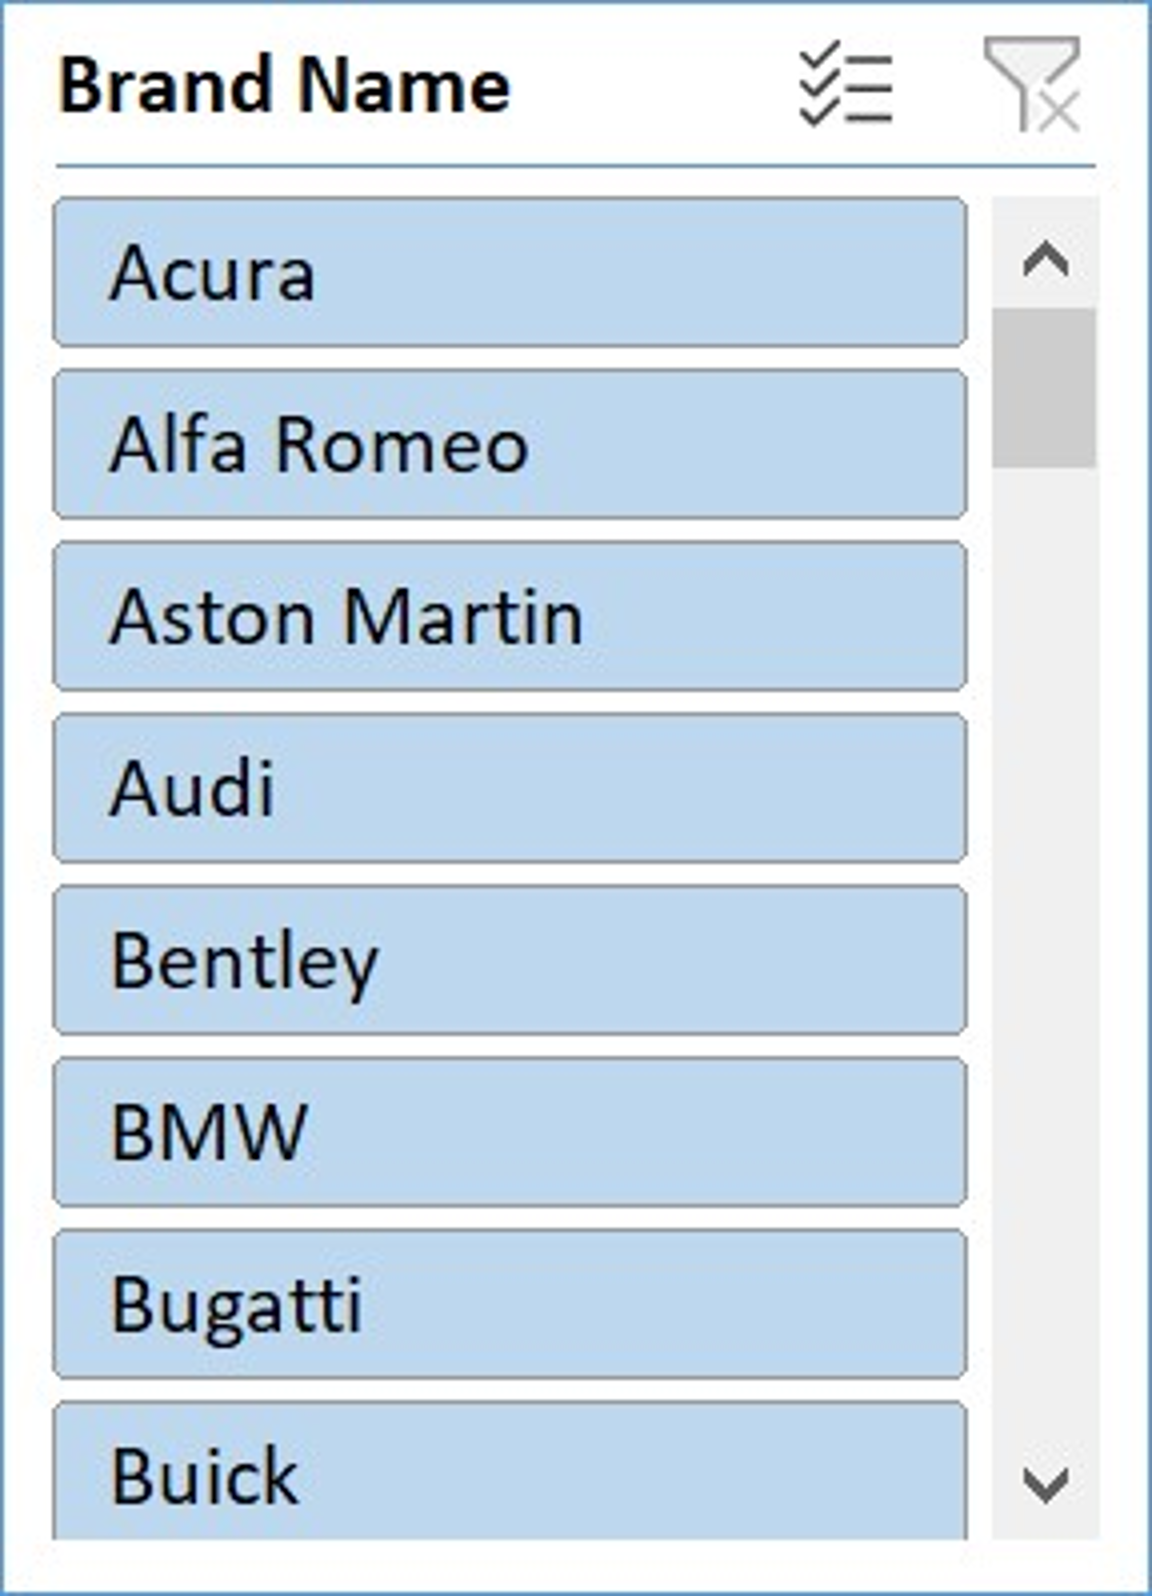 Brand Name
Acura
Alfa Romeo
Aston Martin
Audi
Bentley
BMW
Bugatti
Buick